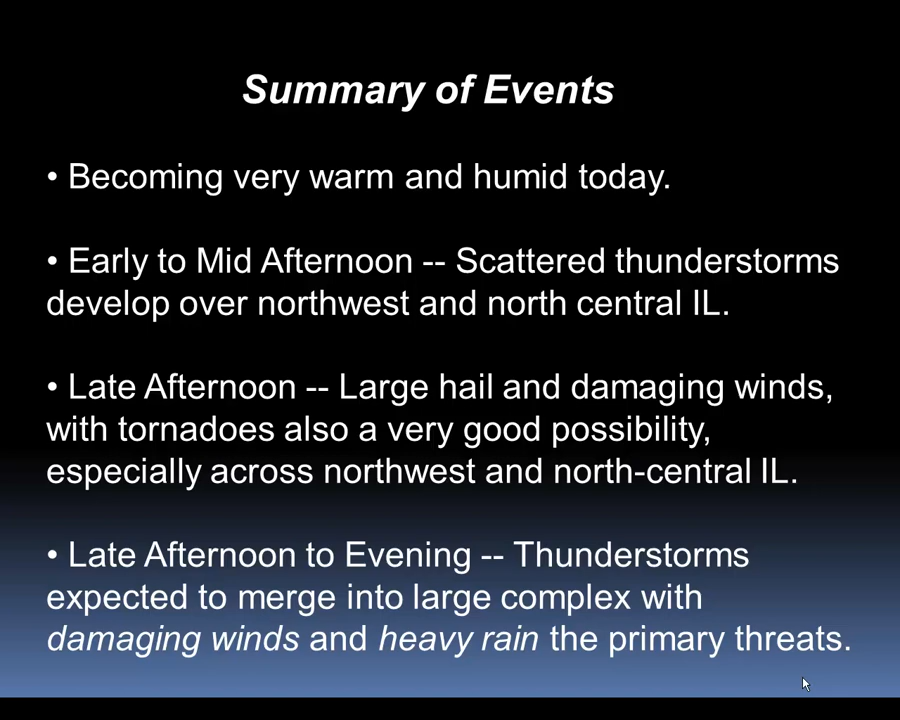 Summary of Events
• Becoming very warm and humid today.
• Early to Mid Afternoon -- Scattered thunderstorms
develop over northwest and north central IL.
• Late Afternoon -- Large hail and damaging winds,
with tornadoes also a very good possibility,
especially across northwest and north-central IL.
• Late Afternoon to Evening -- Thunderstorms
expected to merge into large complex with
damaging winds and heavy rain the primary threats.